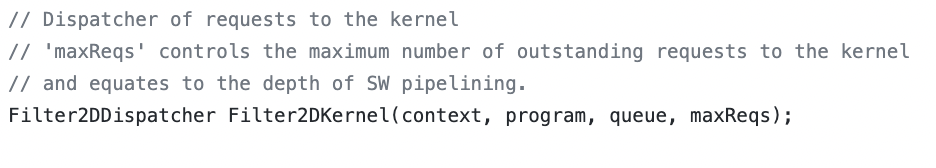 // Dispatcher of requests to the kernel
// 'maxReqs' controls the maximum number of outstanding requests to the kernel
// and equates to the depth of SW pipelining.
Filter2DDispatcher Filter2DKernel(context, program, queue, maxReqs);